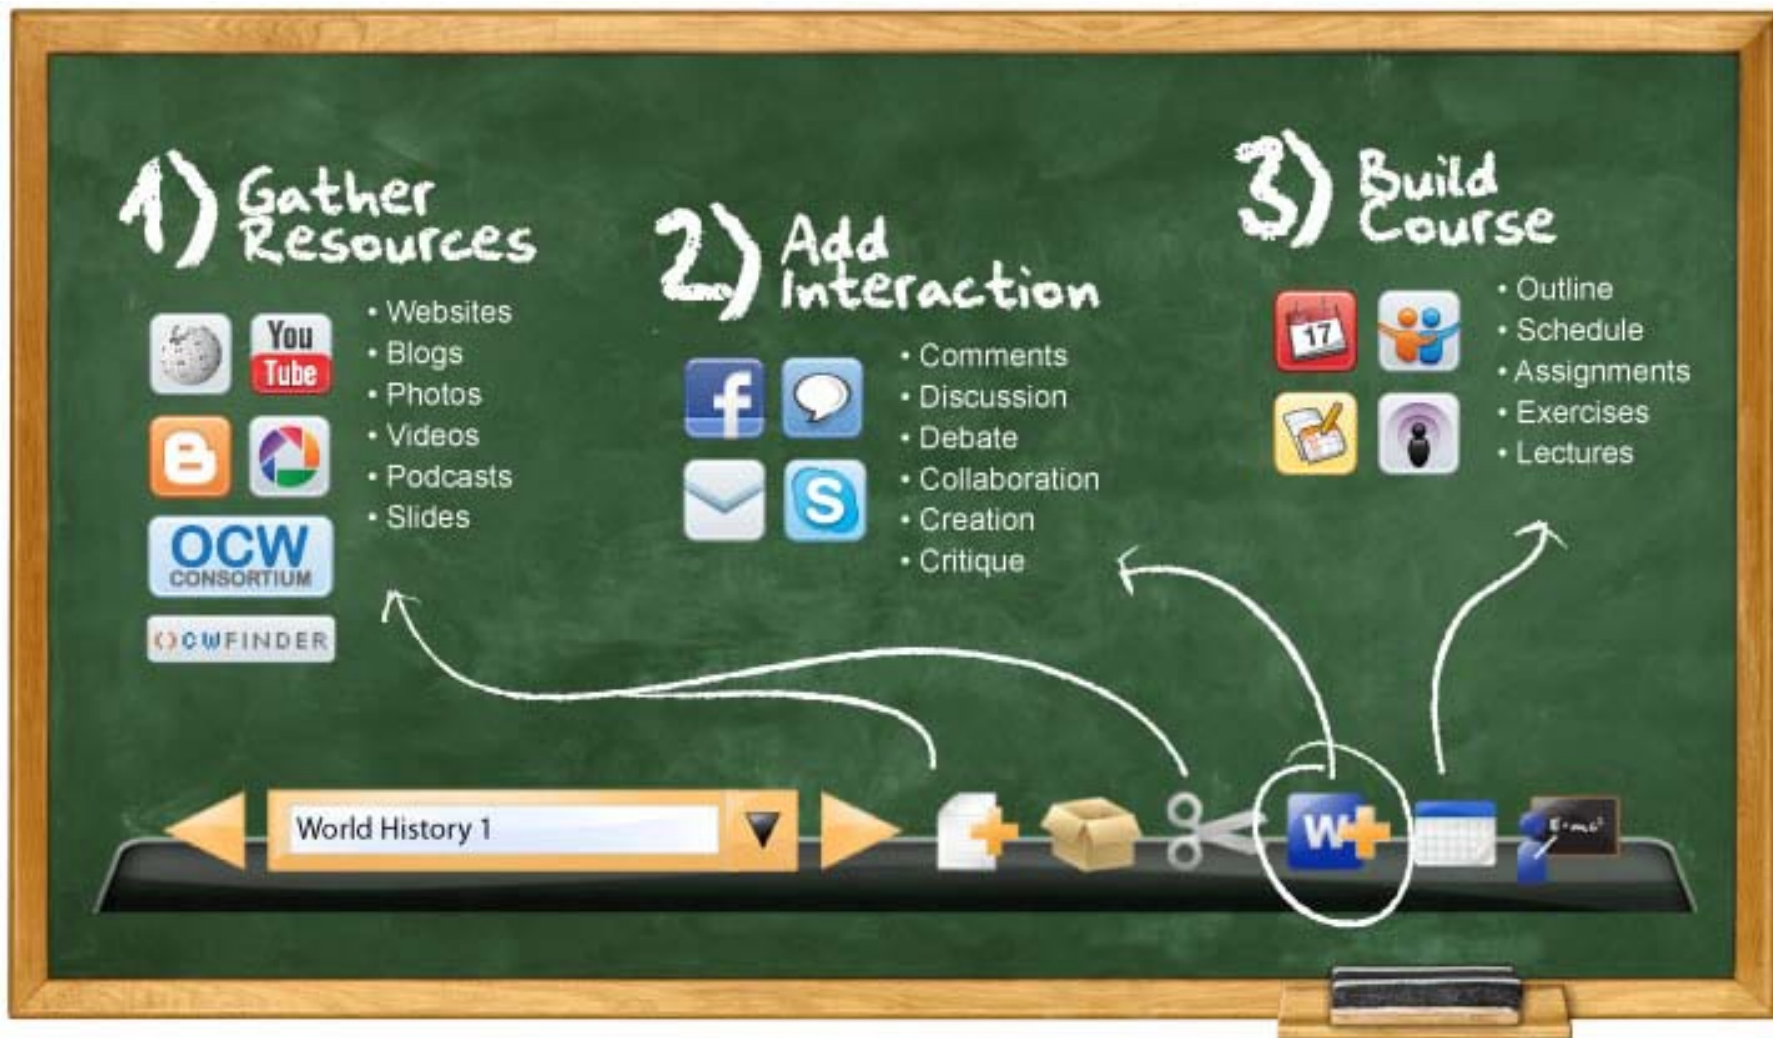 1) Gather
Resources
You
Tube
• Websites
• Blogs
• Photos
• Videos
• Podcasts
• Slides
OCW
CONSORTIUM
OCWFINDER
2) Add
Interaction
f
S
• Comments
• Discussion
• Debate
• Collaboration
• Creation
• Critique
3) Build
Course
17
• Outline
• Schedule
• Assignments
• Exercises
• Lectures
World History 1
W
E=mc²